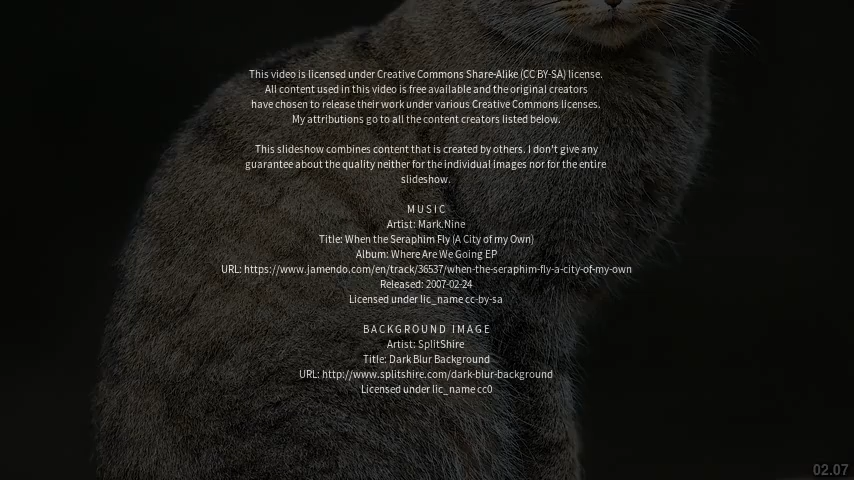 This video is licensed under Creative Commons Share-Alike (CC BY-SA) license.
All content used in this video is free available and the original creators
have chosen to release their work under various Creative Commons licenses.
My attributions go to all the content creators listed below.
This slideshow combines content that is created by others. I don't give any
guarantee about the quality neither for the individual images nor for the entire
slideshow.
MUSIC
Artist: Mark.Nine
Title: When the Seraphim Fly (A City of my Own)
Album: Where Are We Going EP
URL: https://www.jamendo.com/en/track/36537/when-the-seraphim-fly-a-city-of-my-own
Released: 2007-02-24
Licensed under lic_name cc-by-sa
BACKGROUND IMAGE
Artist: SplitShire
Title: Dark Blur Background
URL: http://www.splitshire.com/dark-blur-background
Licensed under lic_name cc0
02.07